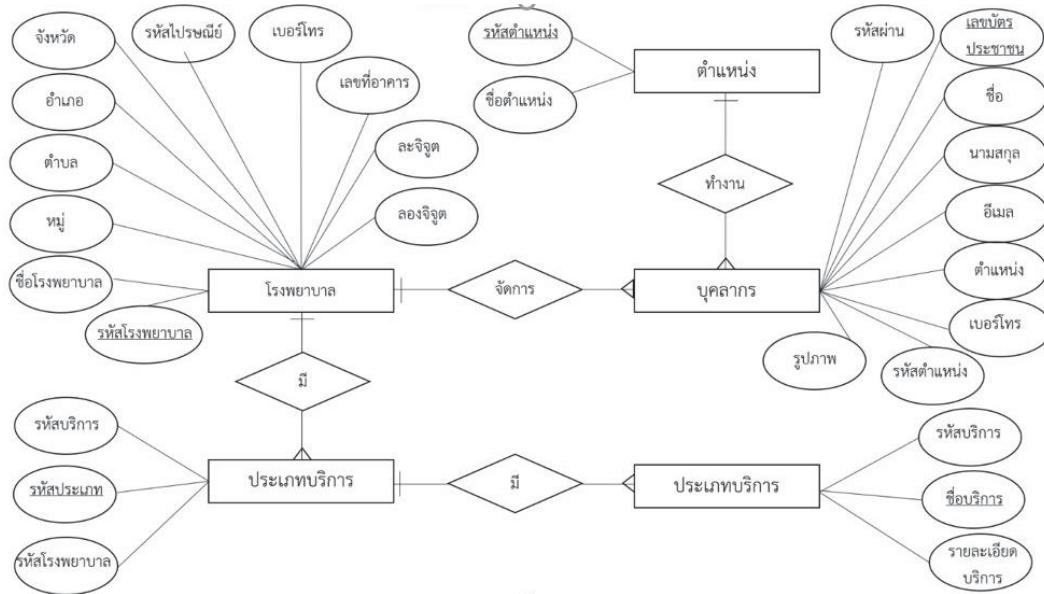 จังหวัด
รหัสไปรษณีย์
เบอร์โทร
เลขที่อาคาร
ละจิจูต
ลองจิจูต
อำเภอ
ตำบล
หมู่
ชื่อโรงพยาบาล
รหัสโรงพยาบาล
โรงพยาบาล
รหัสตำแหน่ง
ชื่อตำแหน่ง
ตำแหน่ง
ทำงาน
จัดการ
บุคลากร
รหัสผ่าน
เลขบัตร
ประชาชน
ชื่อ
นามสกุล
อีเมล
ตำแหน่ง
เบอร์โทร
รหัสตำแหน่ง
รูปภาพ
มี
รหัสบริการ
รหัสประเภท
รหัสโรงพยาบาล
ประเภทบริการ
มี
ประเภทบริการ
รหัสบริการ
ชื่อบริการ
รายละเอียด
บริการ